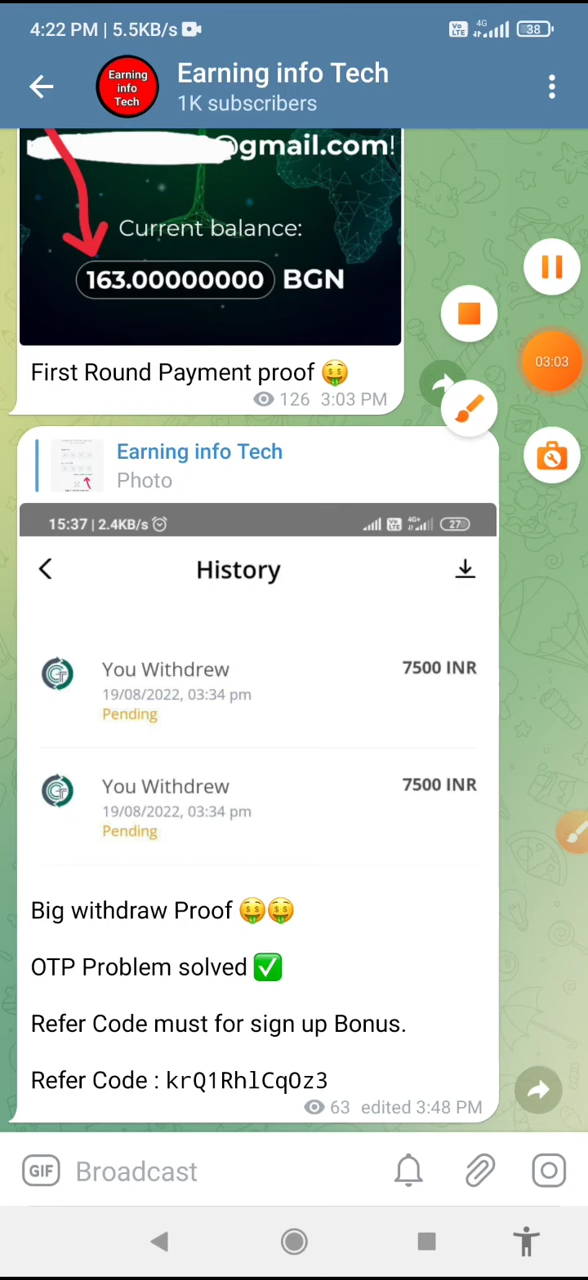 4:22 PM | 5.5KB/s
Vo LTE 4G 38
Earning info Tech
Earning info Tech
1K subscribers
@gmail.com!
Current balance:
163.00000000 BGN
First Round Payment proof 🤑
126 3:03 PM
03:03
Earning info Tech
Photo
15:37 | 2.4KB/s 4G+ 27
History
You Withdrew 7500 INR
19/08/2022, 03:34 pm
Pending
You Withdrew 7500 INR
19/08/2022, 03:34 pm
Pending
Big withdraw Proof 🤑🤑
OTP Problem solved ✅
Refer Code must for sign up Bonus.
Refer Code : krQ1RhlCqOz3
63 edited 3:48 PM
GIF Broadcast